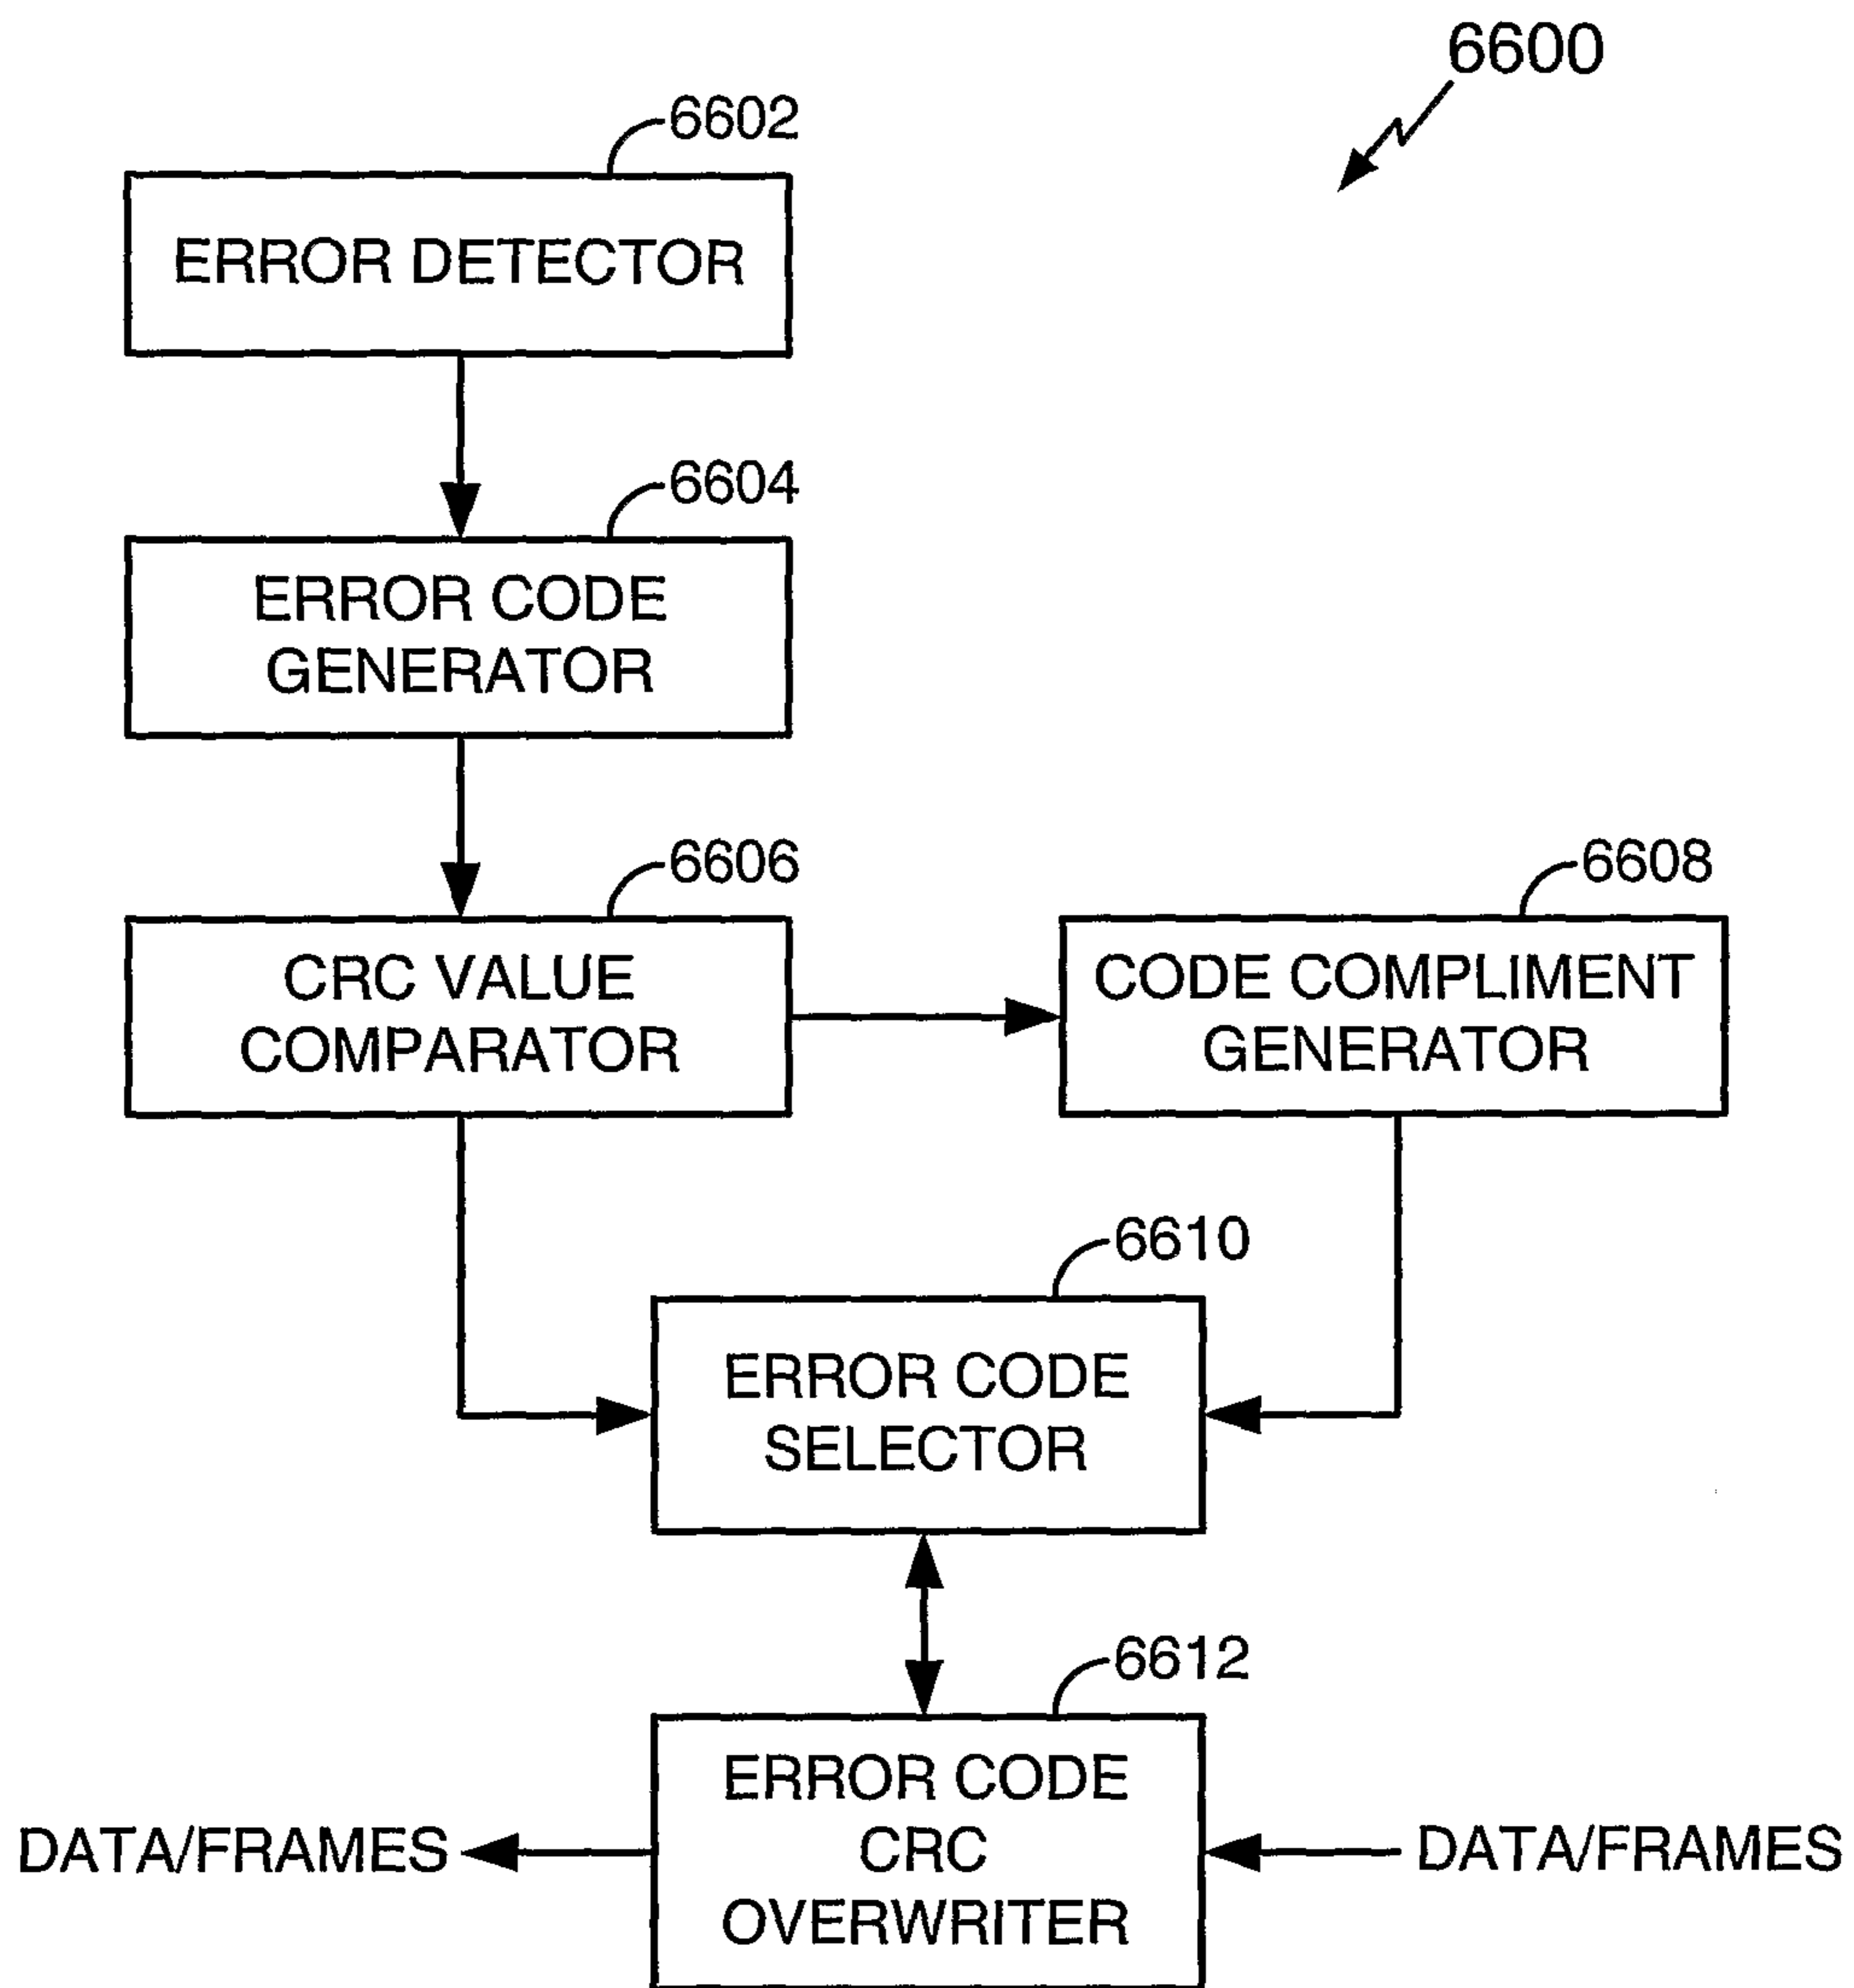 6600
6602
ERROR DETECTOR
6604
ERROR CODE
GENERATOR
6606
CRC VALUE
COMPARATOR
6608
CODE COMPLIMENT
GENERATOR
6610
ERROR CODE
SELECTOR
6612
ERROR CODE
CRC
OVERWRITER
DATA/FRAMES
DATA/FRAMES